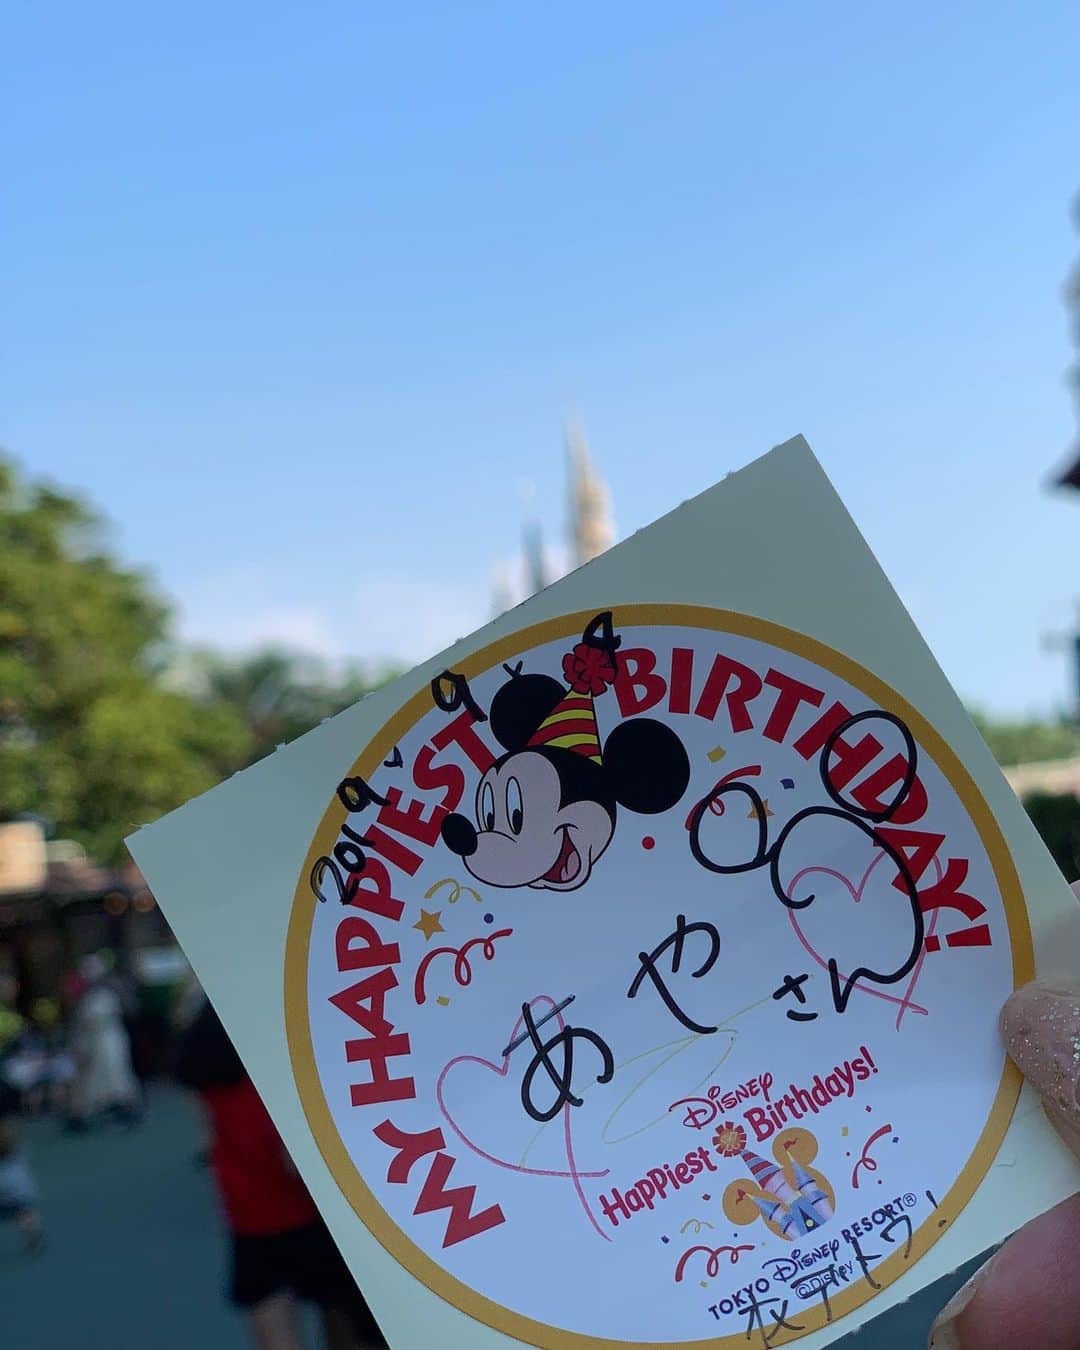 2019. 9. 4
MY HAPPIEST BIRTHDAY!
あやさん
Disney
Happiest Birthdays!
TOKYO Disney RESORT®
©Disney